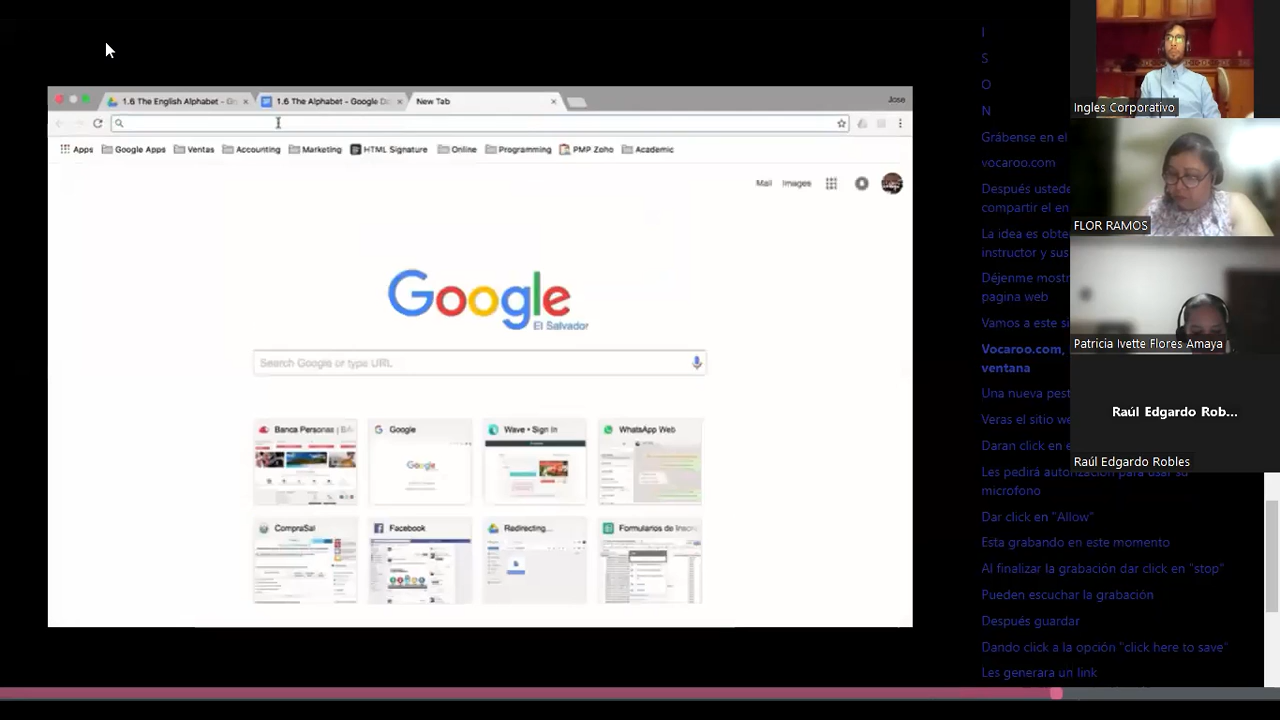 1.6 The English Alphabet - Go
1.6 The Alphabet - Google Do
New Tab
Jose
Apps
Google Apps
Ventas
Accounting
Marketing
HTML Signature
Online
Programming
PMP Zoho
Academic
Mail
Images
Google
El Salvador
Search Google or type URL
Banca Personas | BA
Google
Wave • Sign In
WhatsApp Web
Google
CompraSal
Facebook
Redirecting...
Formularios de Inscr
I
S
O
N
Grábense en el
vocaroo.com
Después ustede
compartir el en
La idea es obte
instructor y sus
Déjenme mostr
pagina web
Vamos a este si
Vocaroo.com,
ventana
Una nueva pest
Veras el sitio we
Daran click en e
Les pedirá autorización para usar su
microfono
Dar click en "Allow"
Esta grabando en este momento
Al finalizar la grabación dar click en "stop"
Pueden escuchar la grabación
Después guardar
Dando click a la opción "click here to save"
Les generara un link
Ingles Corporativo
FLOR RAMOS
Patricia Ivette Flores Amaya
Raúl Edgardo Rob...
Raúl Edgardo Robles